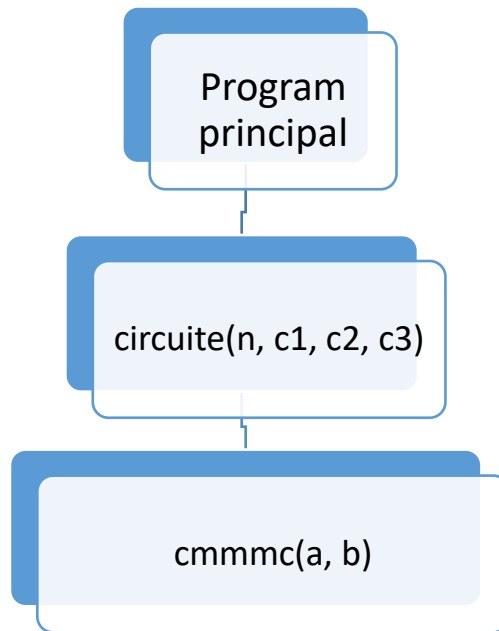 Program
principal
circuite(n, c1, c2, c3)
cmmmc(a, b)